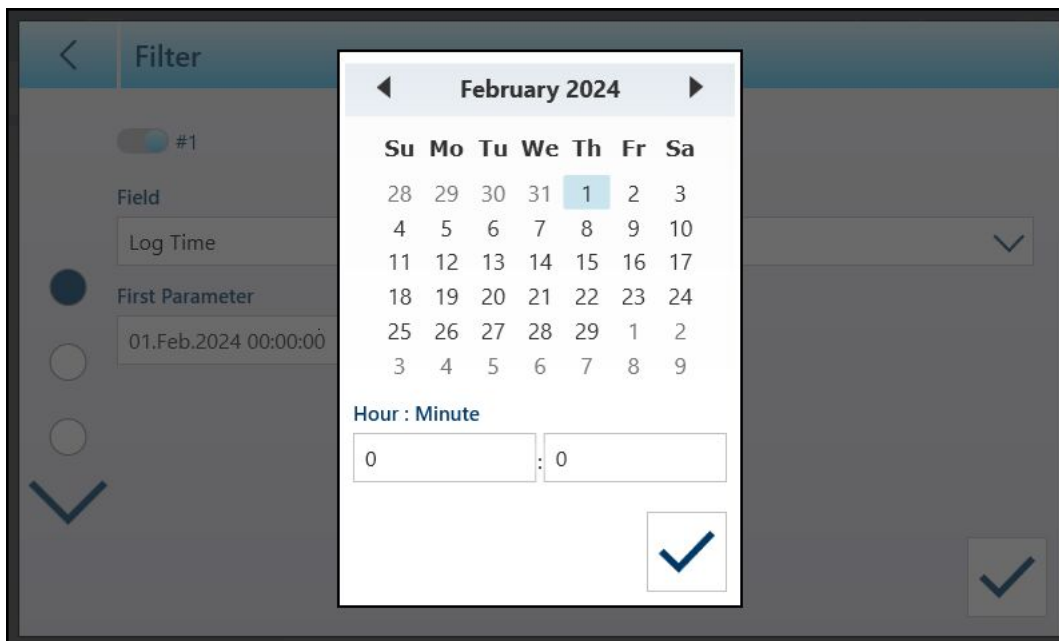 Filter
#1
Field
Log Time
First Parameter
01.Feb.2024 00:00:00
February 2024
Su Mo Tu We Th Fr Sa
28 29 30 31 1 2 3
4 5 6 7 8 9 10
11 12 13 14 15 16 17
18 19 20 21 22 23 24
25 26 27 28 29 1 2
3 4 5 6 7 8 9
Hour : Minute
0 : 0